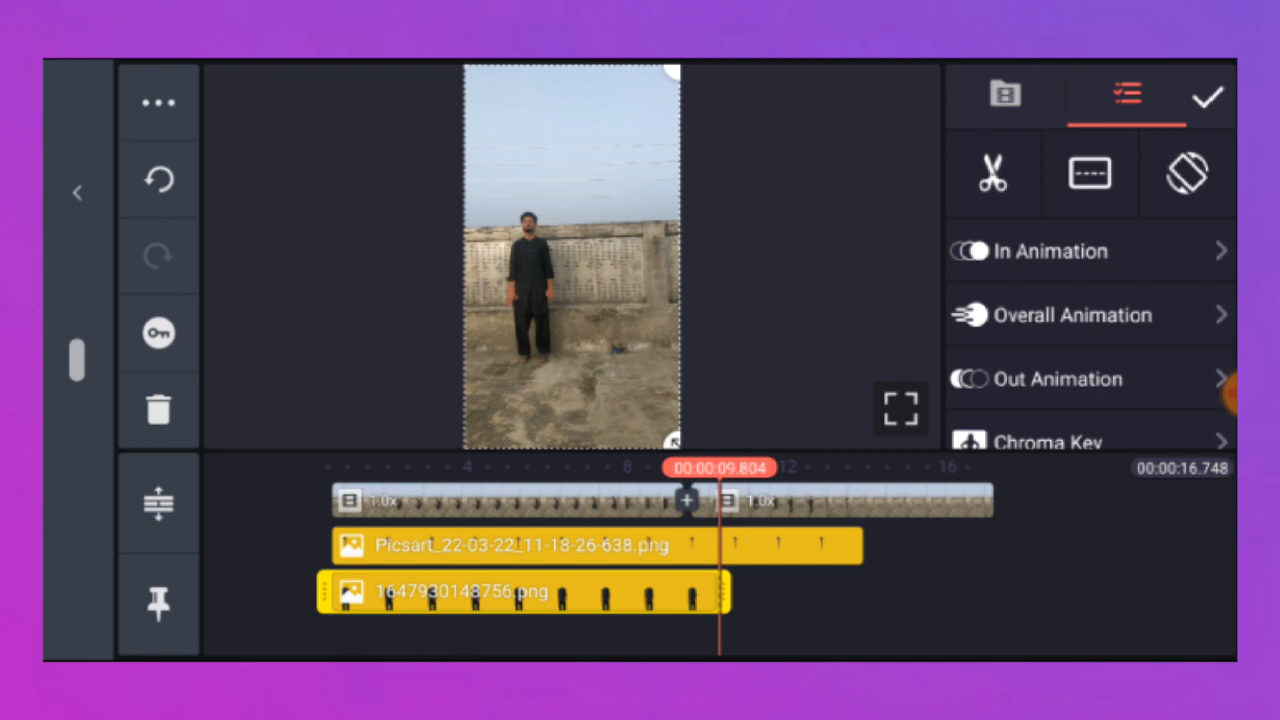 In Animation
Overall Animation
Out Animation
Chroma Key
4
8
00:00:09.804
12
16
00:00:16.748
1.0x
1.0x
Picsart_22-03-22_11-18-26-638.png
1647930148756.png